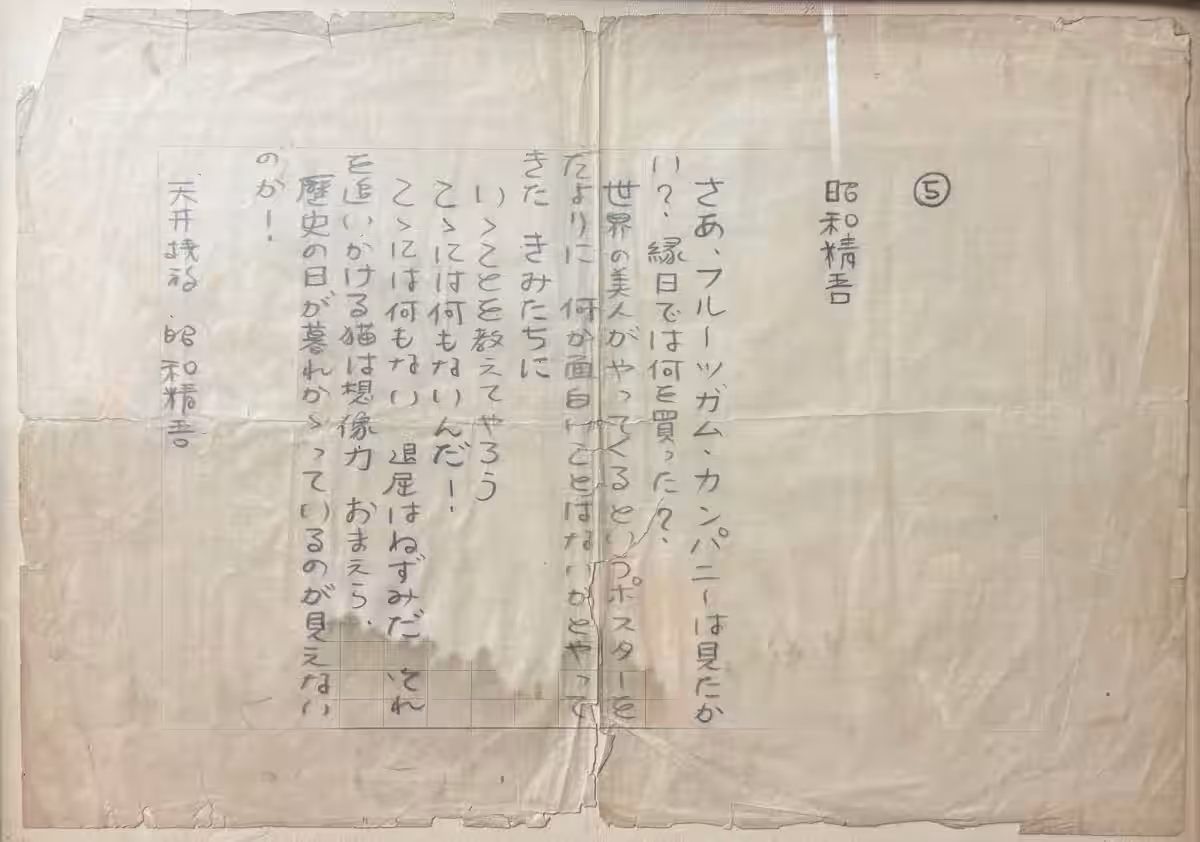 ⑤
昭和精吾
さあ、フルーツガム・カンパニーは見たか
い?、縁日では何を買った?、
世界の美人がやってくるというポスターを
たよりに 何か面白いことはないかとやって
きた きみたちに
いゝことを教えてやろう
こゝには何もないんだー!
こゝには何もない 退屈はねずみだ それ
を追いかける猫は想像力 おまえら、
歴史の日が暮れかゝっているのが見えない
のか!
天井桟敷 昭和精吾